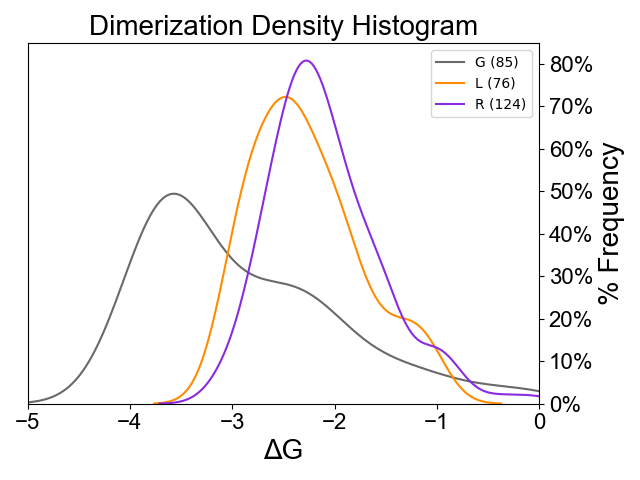 Dimerization Density Histogram
G (85)
L (76)
R (124)
80%
70%
60%
50%
40%
30%
20%
10%
0%
% Frequency
−5 −4 −3 −2 −1 0
ΔG